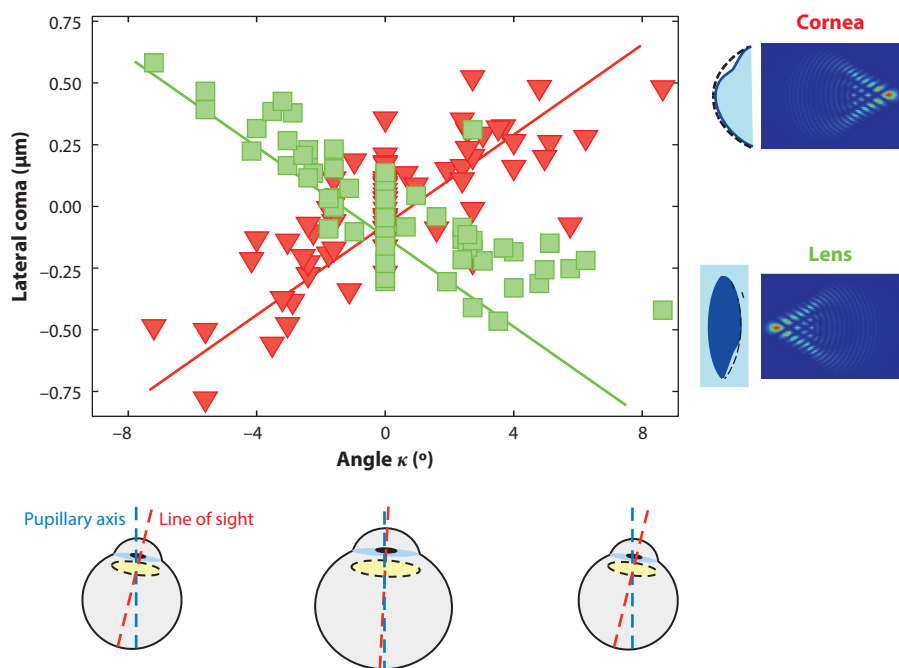 Cornea
Lens
0.75
0.50
0.25
0.00
−0.25
−0.50
−0.75
Lateral coma (μm)
−8
−4
0
4
8
Angle κ (º)
Pupillary axis
Line of sight